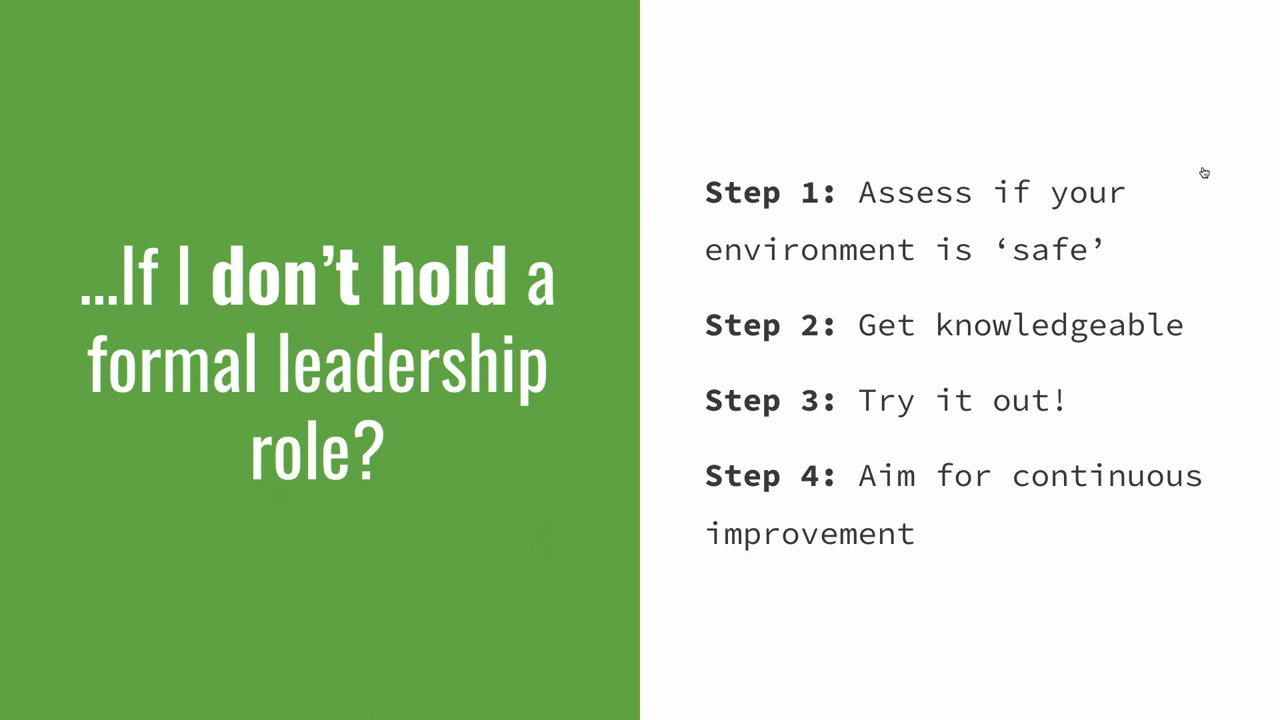 ...If I don’t hold a
formal leadership
role?
Step 1: Assess if your
environment is ‘safe’
Step 2: Get knowledgeable
Step 3: Try it out!
Step 4: Aim for continuous
improvement